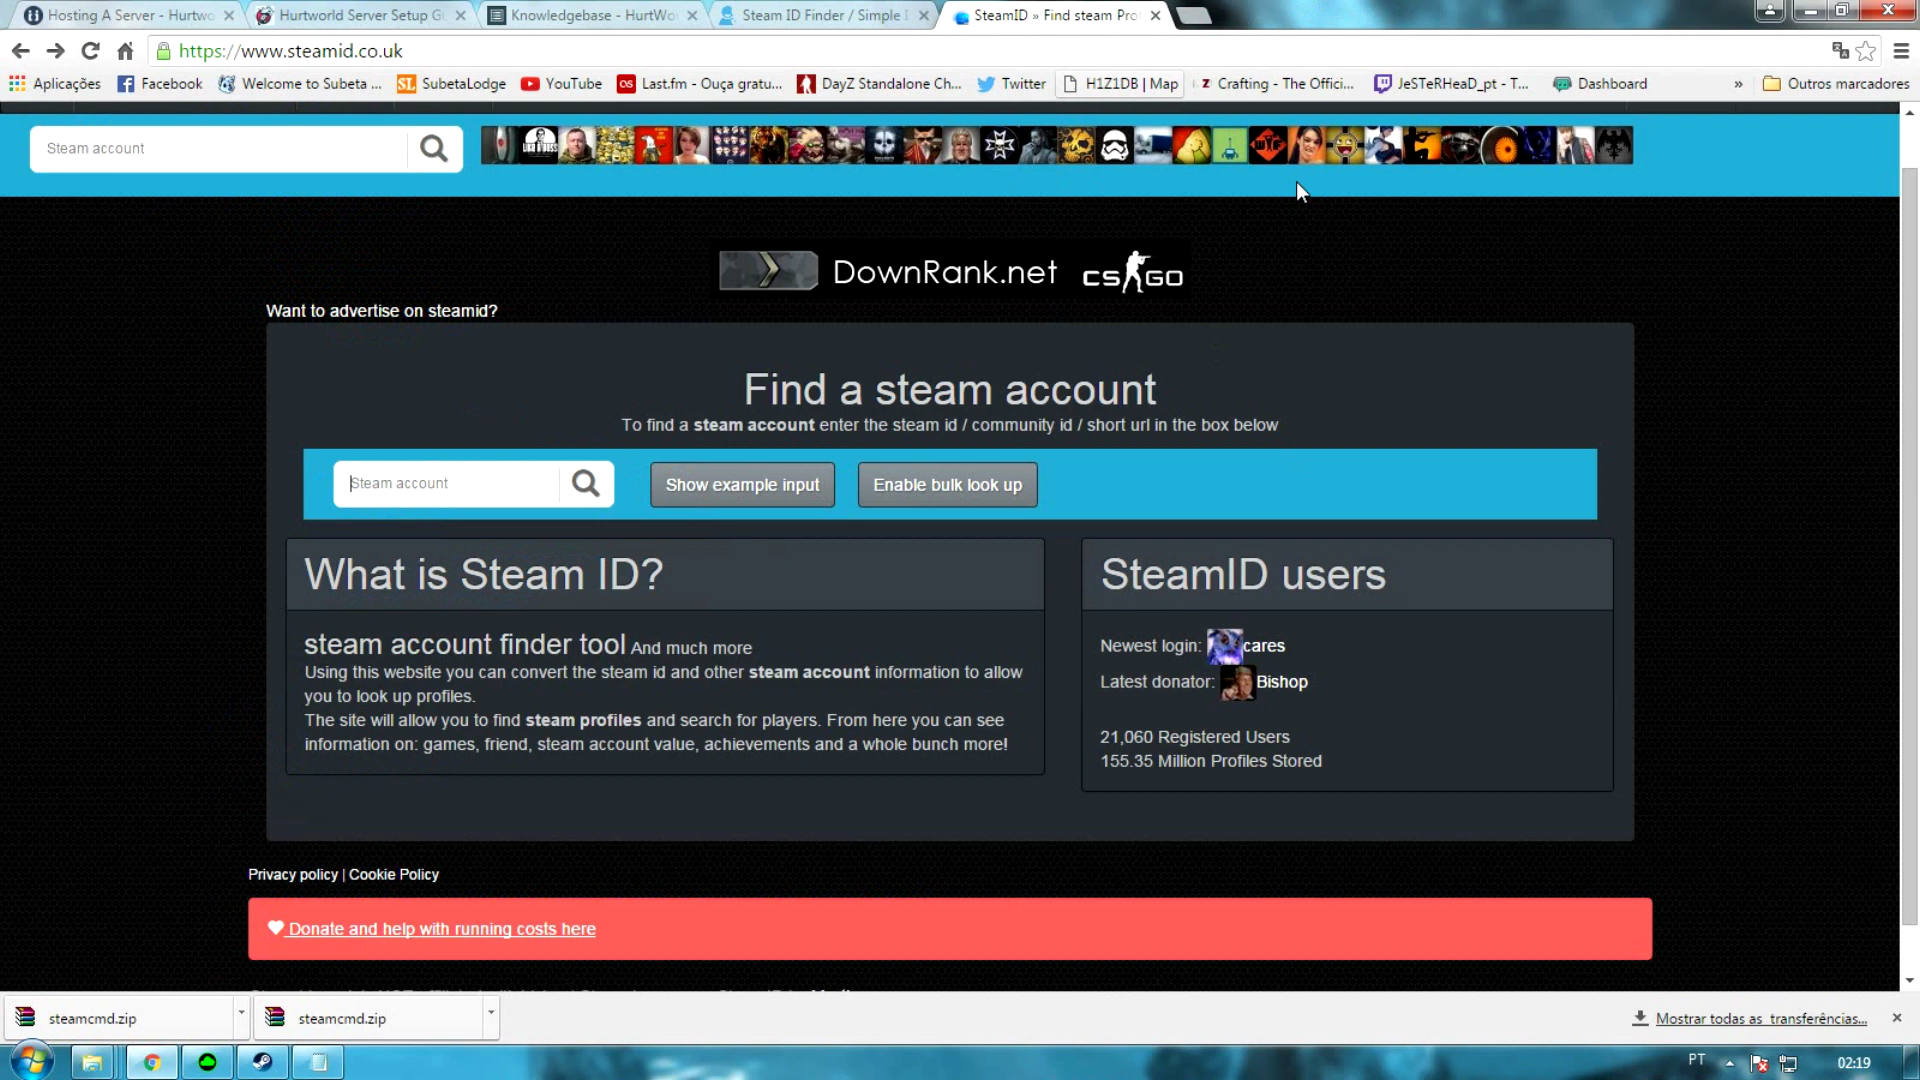 Hosting A Server - Hurtwo
Hurtworld Server Setup Gu
Knowledgebase - HurtWo
Steam ID Finder / Simple I
SteamID » Find steam Pro
https://www.steamid.co.uk
Aplicações
Facebook
Welcome to Subeta ...
SubetaLodge
YouTube
Last.fm - Ouça gratu...
DayZ Standalone Ch...
Twitter
H1Z1DB | Map
Crafting - The Offici...
JeSTeRHeaD_pt - T...
Dashboard
»
Outros marcadores
Steam account
DownRank.net
CS GO
Want to advertise on steamid?
Find a steam account
To find a steam account enter the steam id / community id / short url in the box below
Steam account
Show example input
Enable bulk look up
What is Steam ID?
steam account finder tool And much more
Using this website you can convert the steam id and other steam account information to allow
you to look up profiles.
The site will allow you to find steam profiles and search for players. From here you can see
information on: games, friend, steam account value, achievements and a whole bunch more!
SteamID users
Newest login: cares
Latest donator: Bishop
21,060 Registered Users
155.35 Million Profiles Stored
Privacy policy | Cookie Policy
Donate and help with running costs here
steamcmd.zip
steamcmd.zip
Mostrar todas as transferências...
PT
02:19